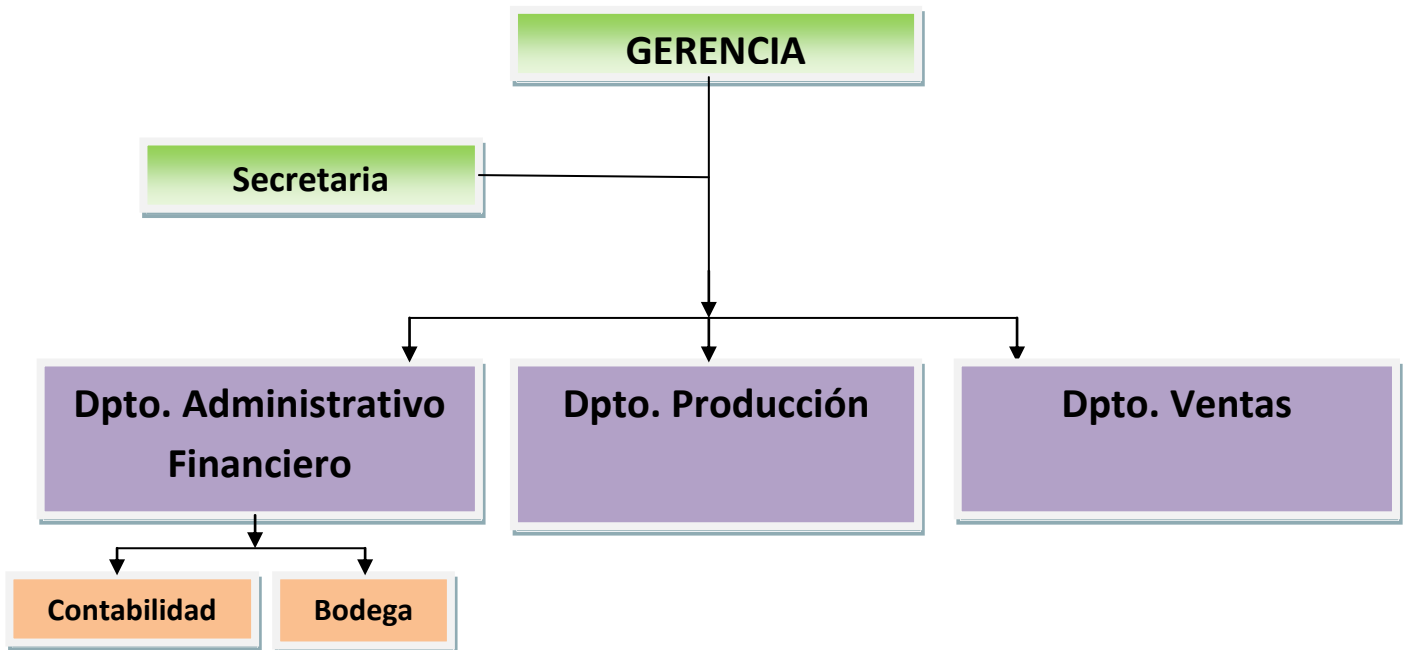 GERENCIA
Secretaria
Dpto. Administrativo
Financiero
Dpto. Producción
Dpto. Ventas
Contabilidad
Bodega